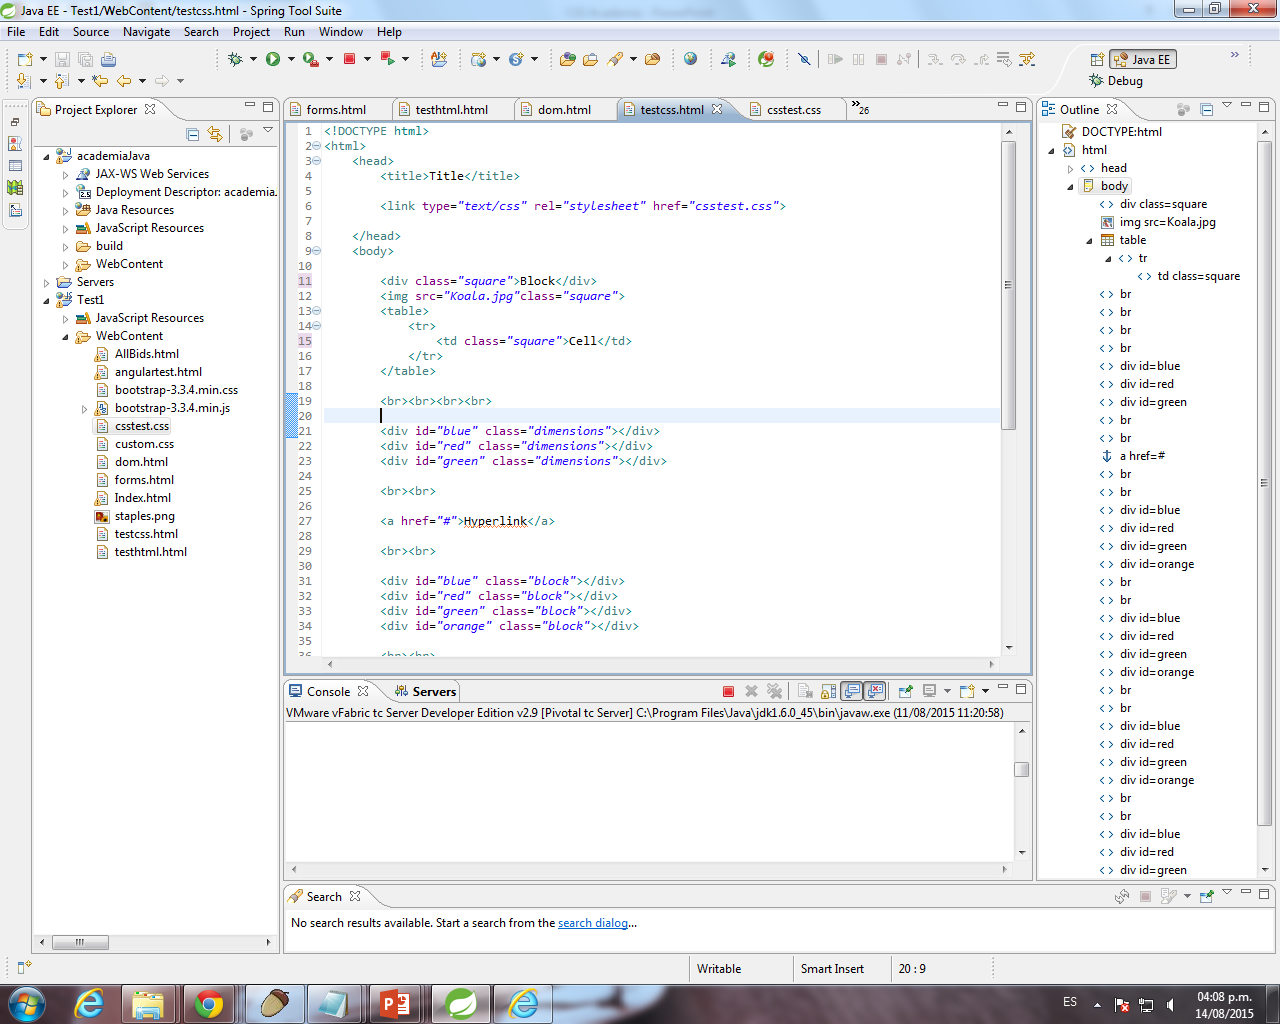 Java EE - Test1/WebContent/testcss.html - Spring Tool Suite
File Edit Source Navigate Search Project Run Window Help
Java EE
Debug
Project Explorer
academiaJava
JAX-WS Web Services
Deployment Descriptor: academia.
Java Resources
JavaScript Resources
build
WebContent
Servers
Test1
JavaScript Resources
WebContent
AllBids.html
angulartest.html
bootstrap-3.3.4.min.css
bootstrap-3.3.4.min.js
csstest.css
custom.css
dom.html
forms.html
Index.html
staples.png
testcss.html
testhtml.html
forms.html testhtml.html dom.html testcss.html csstest.css »26
1 <!DOCTYPE html>
2 <html>
3 <head>
4 <title>Title</title>
5
6 <link type="text/css" rel="stylesheet" href="csstest.css">
7
8 </head>
9 <body>
10
11 <div class="square">Block</div>
12 <img src="Koala.jpg"class="square">
13 <table>
14 <tr>
15 <td class="square">Cell</td>
16 </tr>
17 </table>
18
19 <br><br><br><br>
20
21 <div id="blue" class="dimensions"></div>
22 <div id="red" class="dimensions"></div>
23 <div id="green" class="dimensions"></div>
24
25 <br><br>
26
27 <a href="#">Hyperlink</a>
28
29 <br><br>
30
31 <div id="blue" class="block"></div>
32 <div id="red" class="block"></div>
33 <div id="green" class="block"></div>
34 <div id="orange" class="block"></div>
35
36 <br><br>
Outline
DOCTYPE:html
html
head
body
div class=square
img src=Koala.jpg
table
tr
td class=square
br
br
br
br
div id=blue
div id=red
div id=green
br
br
a href=#
br
br
div id=blue
div id=red
div id=green
div id=orange
br
br
div id=blue
div id=red
div id=green
div id=orange
br
br
div id=blue
div id=red
div id=green
div id=orange
br
br
div id=blue
div id=red
div id=green
Console Servers
VMware vFabric tc Server Developer Edition v2.9 [Pivotal tc Server] C:\Program Files\Java\jdk1.6.0_45\bin\javaw.exe (11/08/2015 11:20:58)
Search
No search results available. Start a search from the search dialog...
Writable Smart Insert 20 : 9
ES 04:08 p.m.
14/08/2015